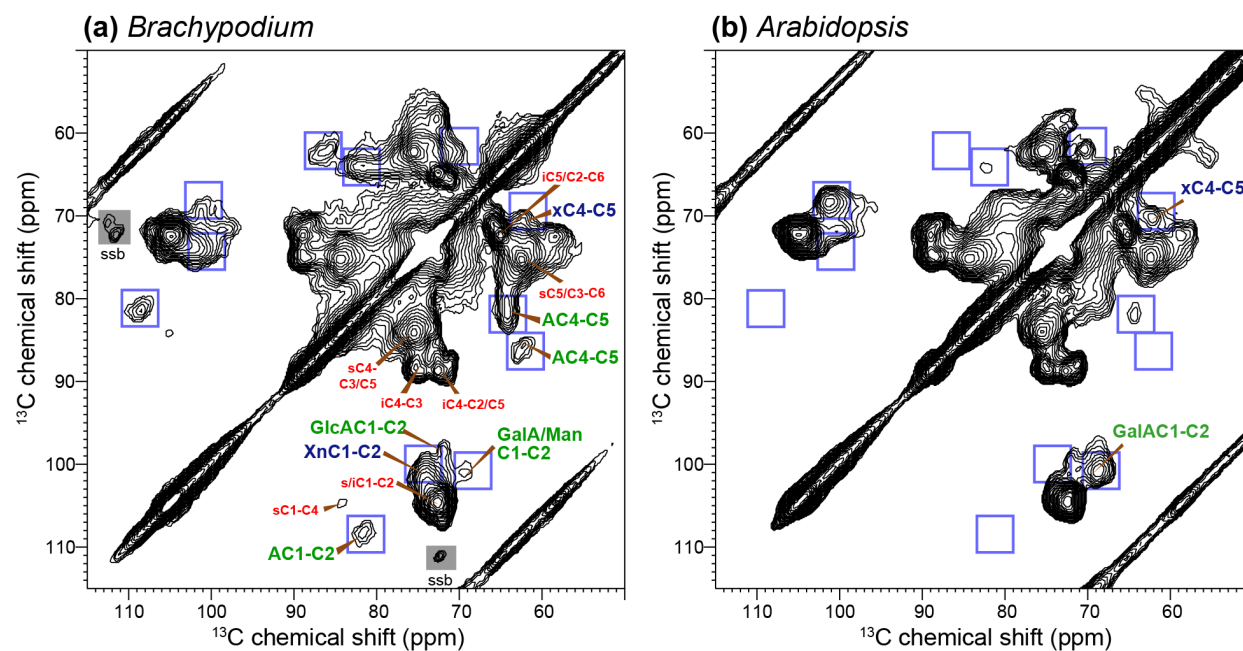 (a) Brachypodium
(b) Arabidopsis
¹³C chemical shift (ppm)
60
70
80
90
100
110
ssb
iC5/C2-C6
xC4-C5
sC5/C3-C6
AC4-C5
AC4-C5
sC4-
C3/C5
iC4-C3
iC4-C2/C5
GlcAC1-C2
GalA/Man
C1-C2
XnC1-C2
s/iC1-C2
sC1-C4
AC1-C2
ssb
110
100
90
80
70
60
¹³C chemical shift (ppm)
¹³C chemical shift (ppm)
60
70
80
90
100
110
xC4-C5
GalAC1-C2
110
100
90
80
70
60
¹³C chemical shift (ppm)